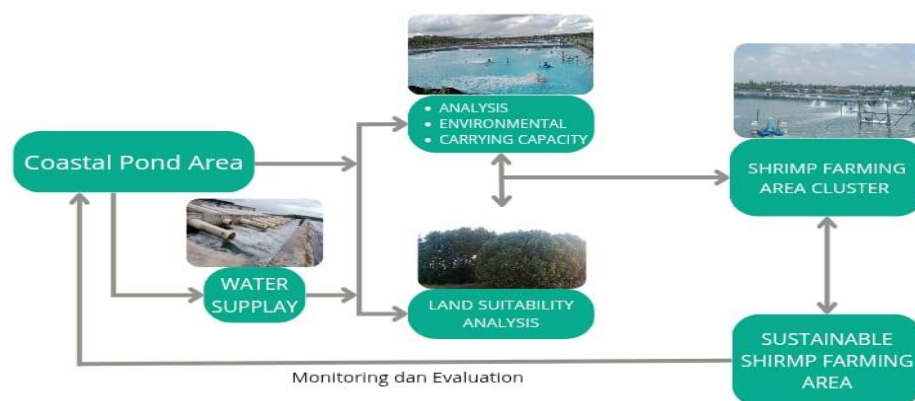 • ANALYSIS
• ENVIRONMENTAL
• CARRYING CAPACITY
Coastal Pond Area
SHRIMP FARMING
AREA CLUSTER
WATER
SUPPLAY
LAND SUITABILITY
ANALYSIS
SUSTAINABLE
SHIRMP FARMING
AREA
Monitoring dan Evaluation